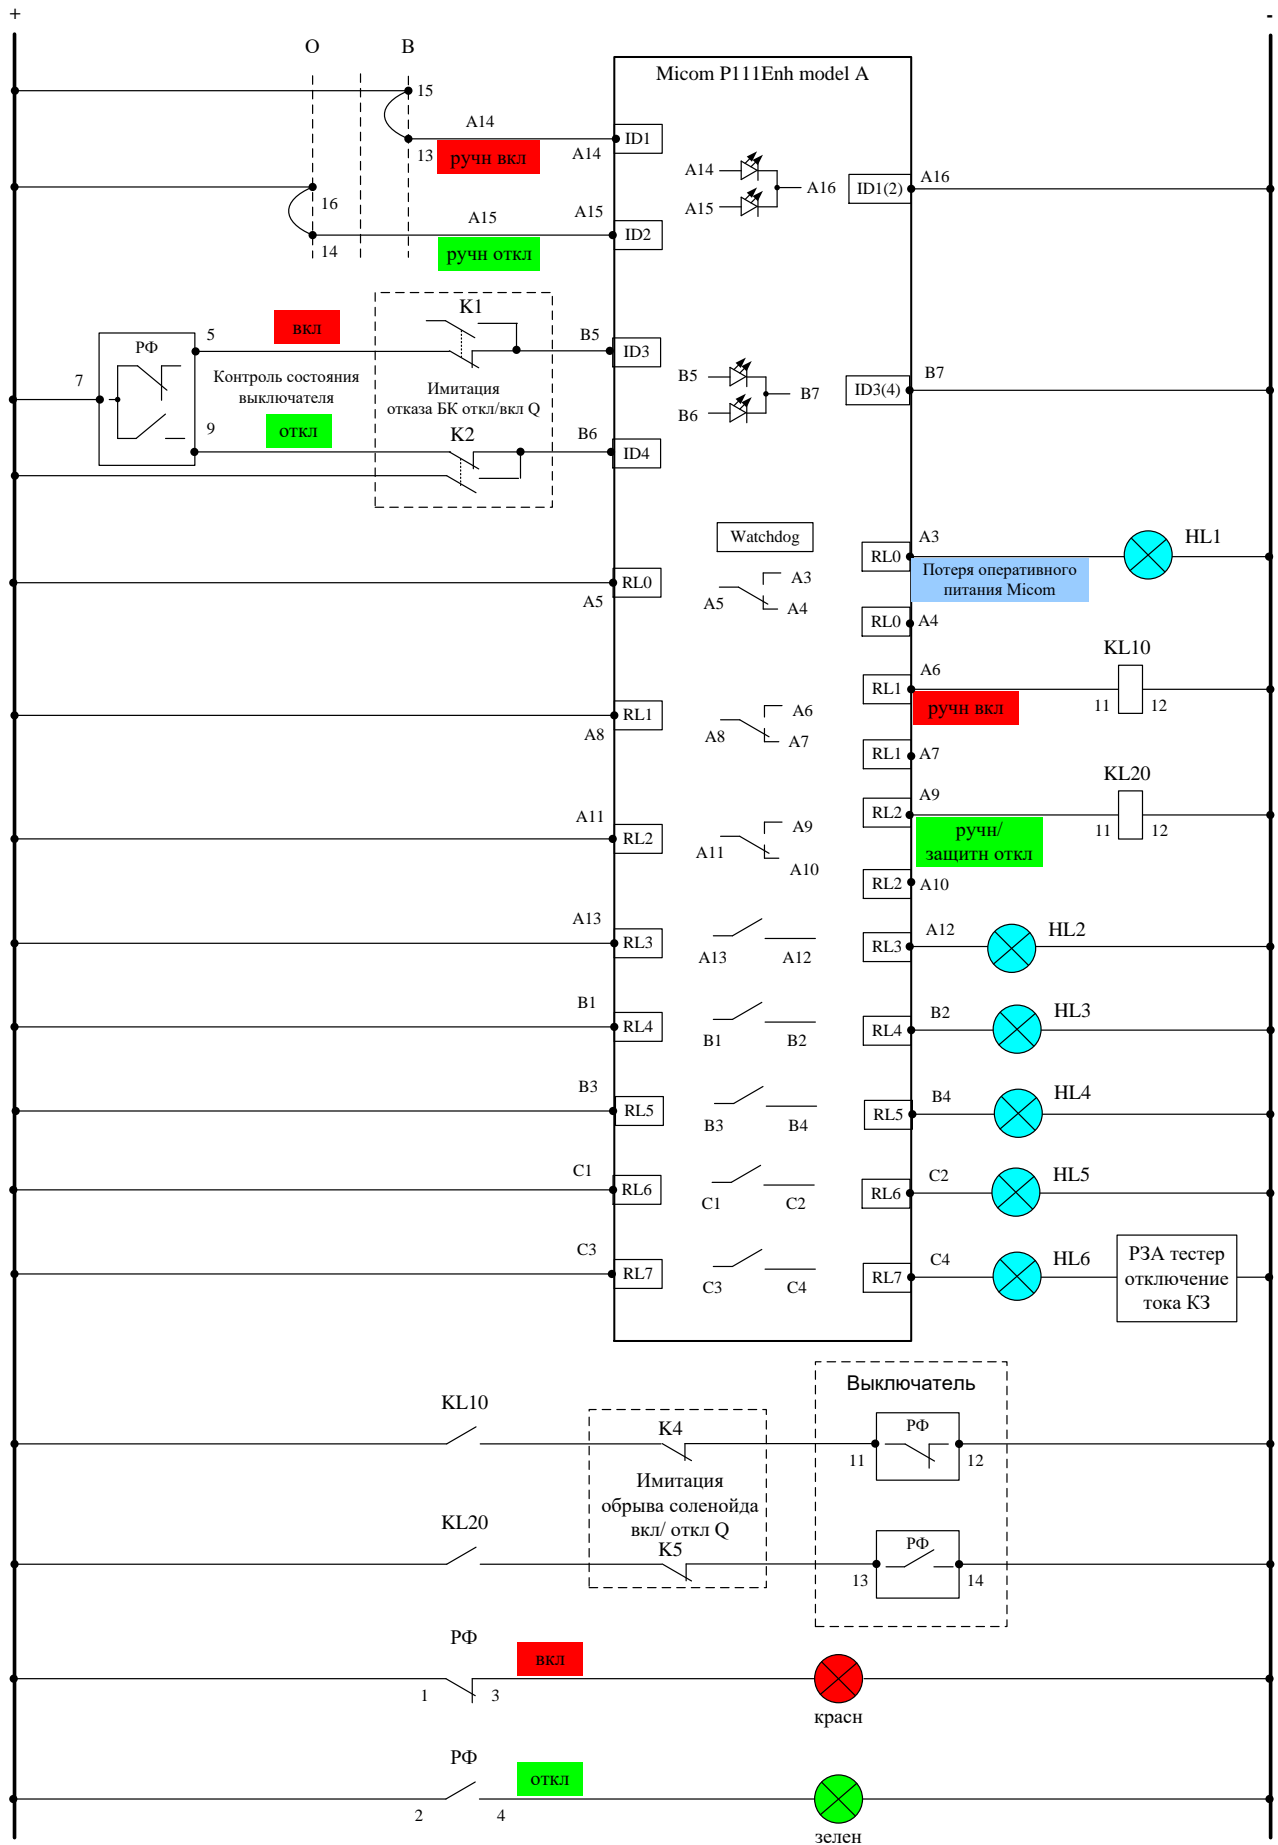 +
-
О В
Micom P111Enh model A
15
A14
13
ручн вкл
A14
ID1
A14
A15
A16
ID1(2)
A16
16
A15
A15
ID2
14
ручн откл
K1
вкл
5
B5
ID3
РФ
7
Контроль состояния
выключателя
Имитация
отказа БК откл/вкл Q
B5
B6
B7
ID3(4)
B7
откл
9
K2
B6
ID4
Watchdog
A3
HL1
RL0
Потеря оперативного
питания Micom
RL0
A5
A5
A3
A4
RL0
A4
KL10
A6
RL1
11
12
ручн вкл
RL1
A8
A8
A6
A7
RL1
A7
KL20
A9
RL2
11
12
ручн/
защитн откл
A11
RL2
A11
A9
A10
RL2
A10
A13
RL3
A13
A12
RL3
A12
HL2
B1
RL4
B1
B2
RL4
B2
HL3
B3
RL5
B3
B4
RL5
B4
HL4
C1
RL6
C1
C2
RL6
C2
HL5
C3
RL7
C3
C4
RL7
C4
HL6
РЗА тестер
отключение
тока КЗ
Выключатель
KL10
K4
РФ
11
12
Имитация
обрыва соленойда
вкл/ откл Q
KL20
K5
РФ
13
14
РФ
вкл
1
3
красн
РФ
откл
2
4
зелен